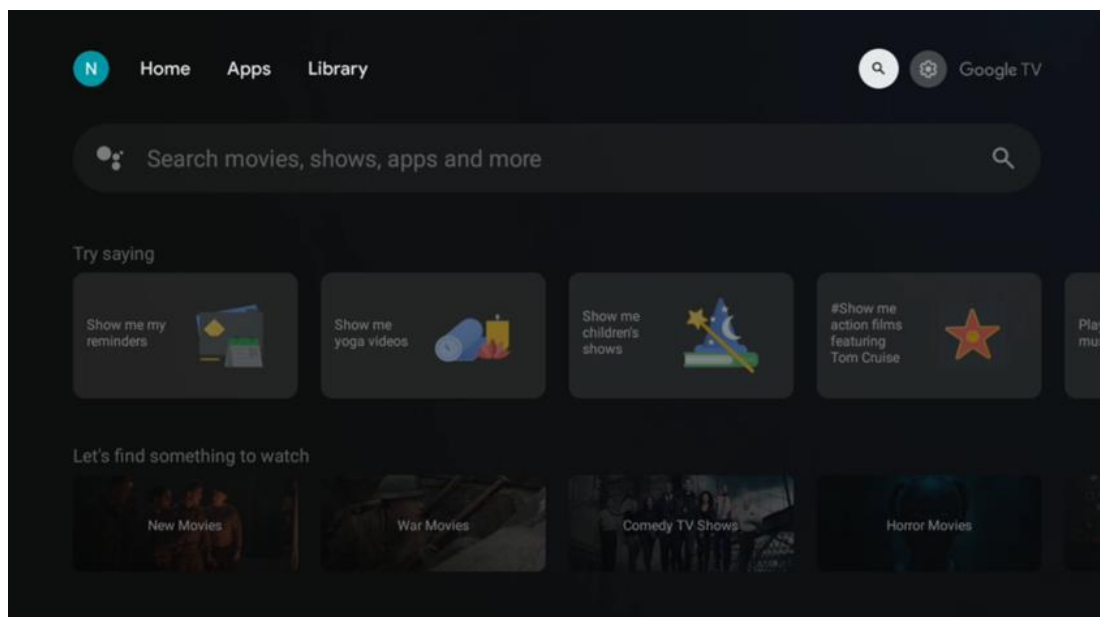 N Home Apps Library Google TV
Search movies, shows, apps and more
Try saying
Show me my
reminders
Show me
yoga videos
Show me
children's
shows
#Show me
action films
featuring
Tom Cruise
Let's find something to watch
New Movies
War Movies
Comedy TV Shows
Horror Movies